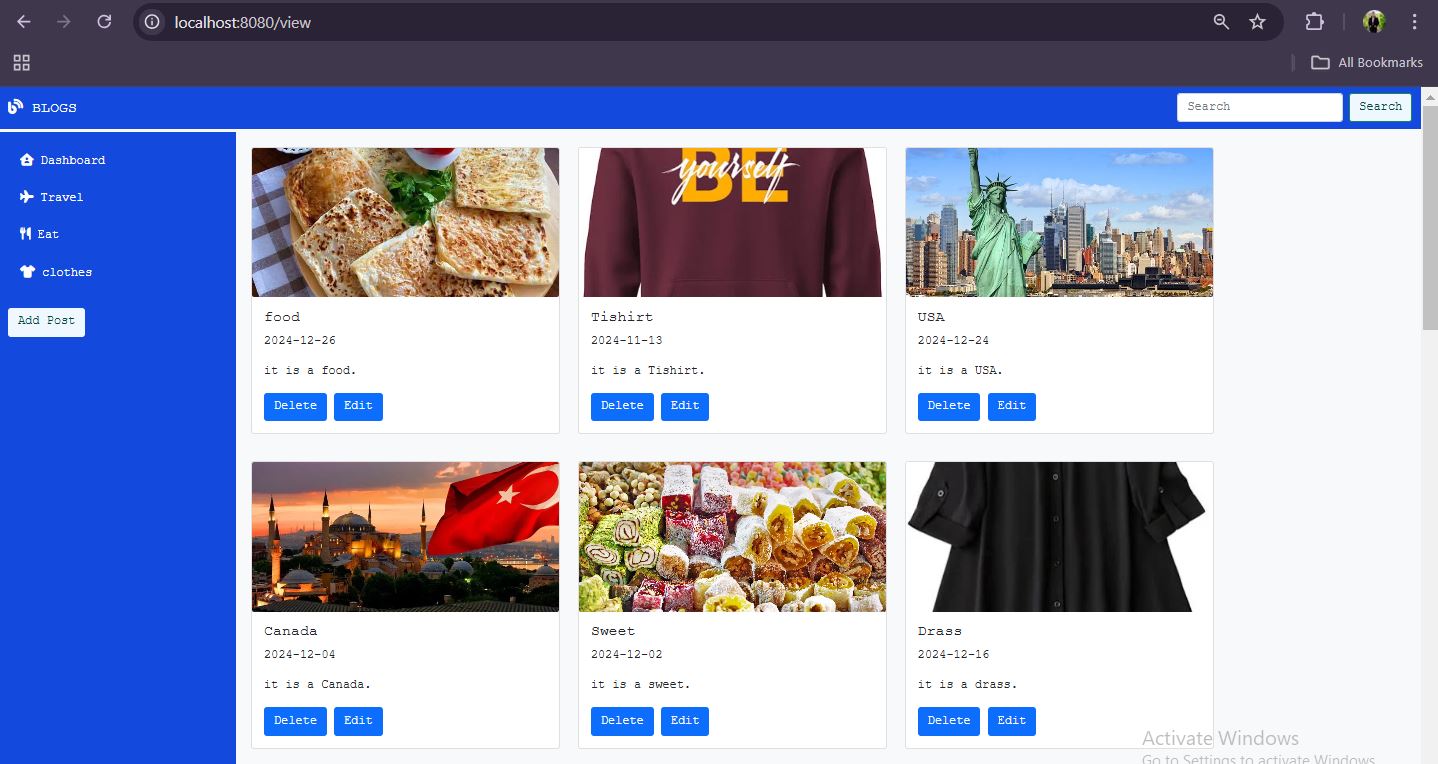 localhost:8080/view
All Bookmarks
BLOGS
Search
Search
Dashboard
Travel
Eat
clothes
Add Post
BE
yourself
food
2024-12-26
it is a food.
Delete
Edit
Tishirt
2024-11-13
it is a Tishirt.
Delete
Edit
USA
2024-12-24
it is a USA.
Delete
Edit
Canada
2024-12-04
it is a Canada.
Delete
Edit
Sweet
2024-12-02
it is a sweet.
Delete
Edit
Drass
2024-12-16
it is a drass.
Delete
Edit
Activate Windows
Go to Settings to activate Windows.